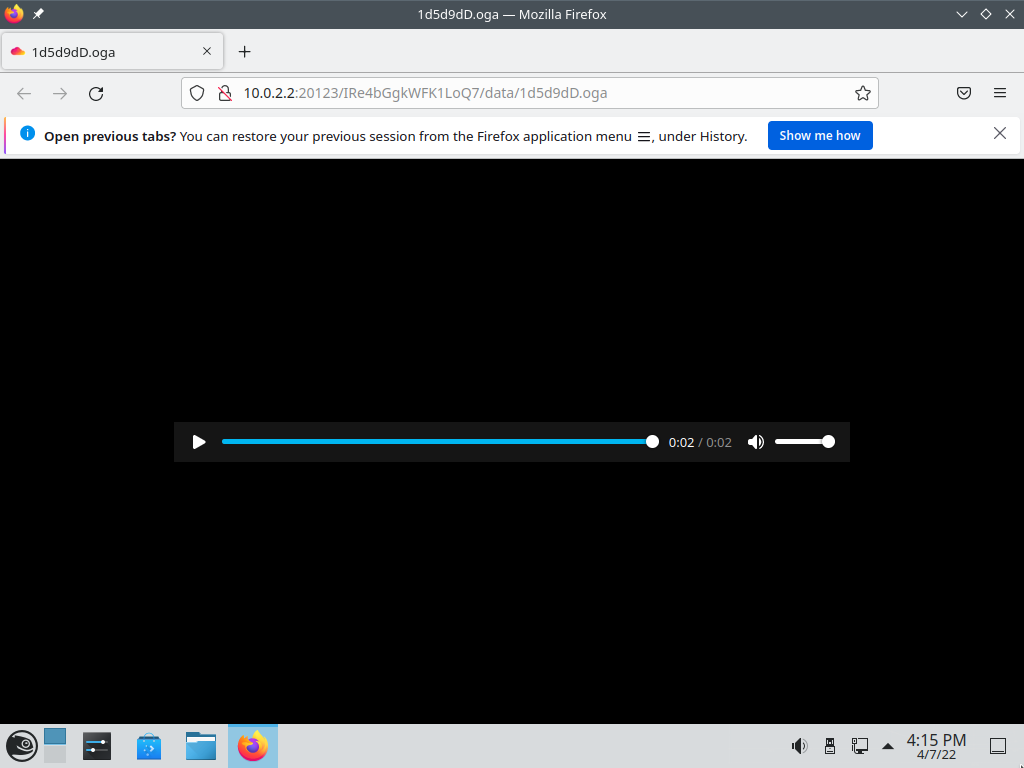 1d5d9dD.oga — Mozilla Firefox
1d5d9dD.oga
10.0.2.2:20123/IRe4bGgkWFK1LoQ7/data/1d5d9dD.oga
Open previous tabs? You can restore your previous session from the Firefox application menu ☰, under History.
Show me how
0:02 / 0:02
4:15 PM
4/7/22